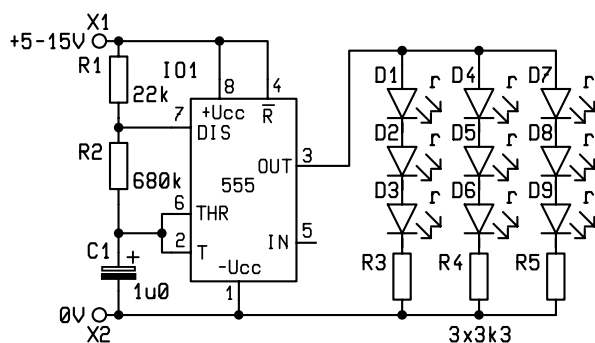 X1
+5-15V
R1
22k
IO1
8
4
7
+Ucc
R
DIS
R2
680k
OUT
3
555
6
THR
5
IN
2
T
C1
+
1u0
-Ucc
1
0V
X2
D1
r
D4
r
D7
r
D2
r
D5
r
D8
r
D3
r
D6
r
D9
r
R3
R4
R5
3x3k3